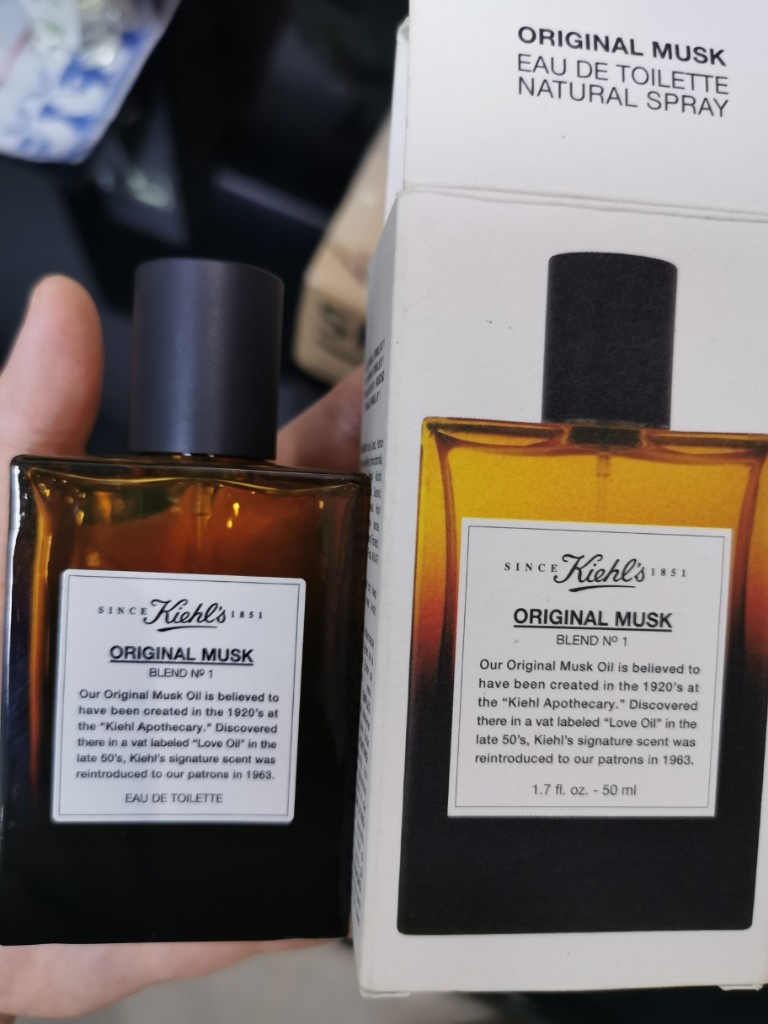 ORIGINAL MUSK
EAU DE TOILETTE
NATURAL SPRAY
SINCE Kiehl's 1851
ORIGINAL MUSK
BLEND Nº 1
Our Original Musk Oil is believed to
have been created in the 1920's at
the "Kiehl Apothecary." Discovered
there in a vat labeled "Love Oil" in the
late 50's, Kiehl's signature scent was
reintroduced to our patrons in 1963.
EAU DE TOILETTE
SINCE Kiehl's 1851
ORIGINAL MUSK
BLEND Nº 1
Our Original Musk Oil is believed to
have been created in the 1920's at
the "Kiehl Apothecary." Discovered
there in a vat labeled "Love Oil" in the
late 50's, Kiehl's signature scent was
reintroduced to our patrons in 1963.
1.7 fl. oz. - 50 ml